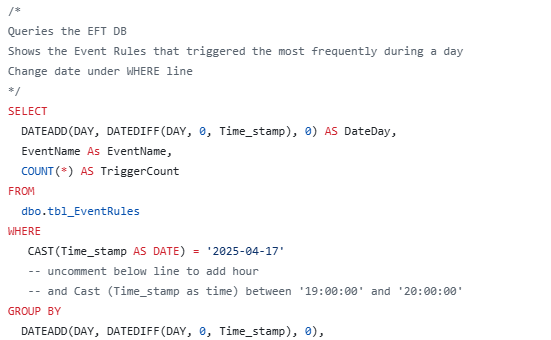 /*
Queries the EFT DB
Shows the Event Rules that triggered the most frequently during a day
Change date under WHERE line
*/
SELECT
  DATEADD(DAY, DATEDIFF(DAY, 0, Time_stamp), 0) AS DateDay,
  EventName As EventName,
  COUNT(*) AS TriggerCount
FROM
  dbo.tbl_EventRules
WHERE
   CAST(Time_stamp AS DATE) = '2025-04-17'
   -- uncomment below line to add hour
   -- and Cast (Time_stamp as time) between '19:00:00' and '20:00:00'
GROUP BY
  DATEADD(DAY, DATEDIFF(DAY, 0, Time_stamp), 0),